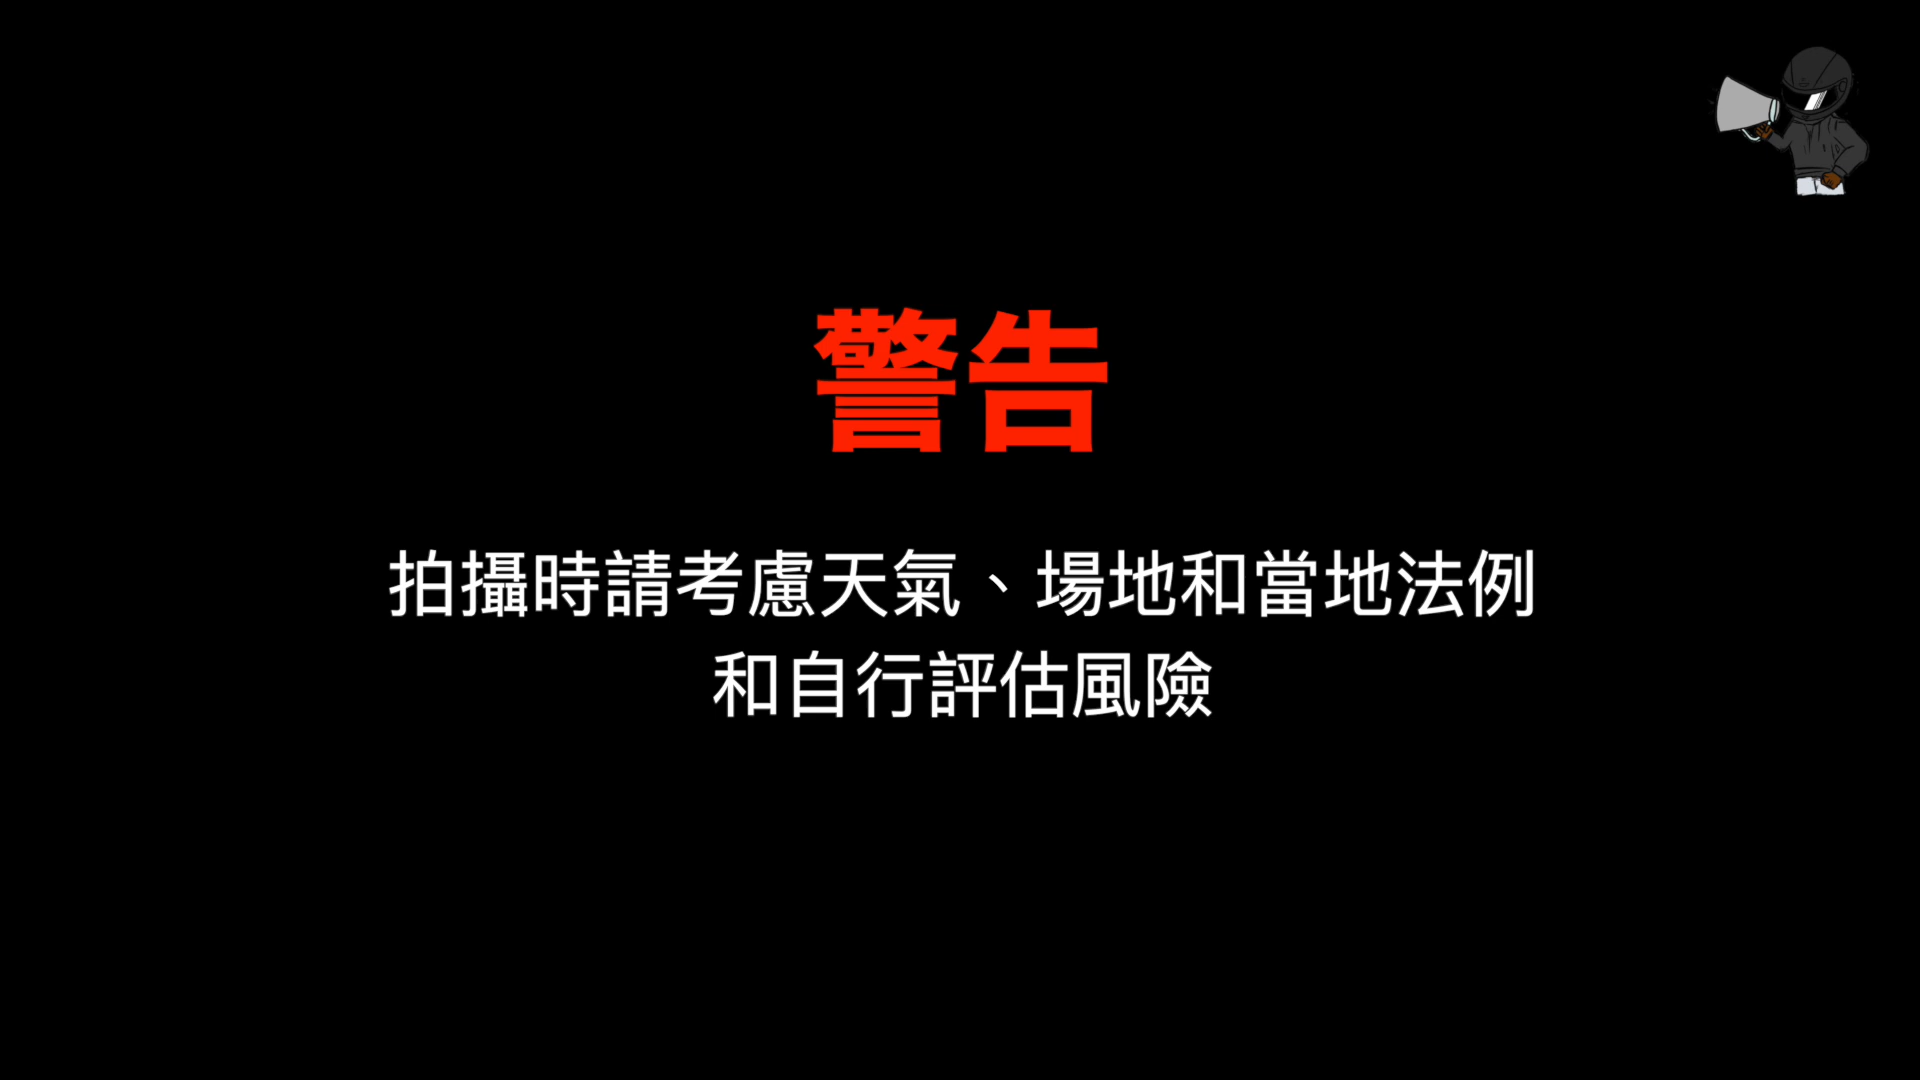 警告
拍攝時請考慮天氣、場地和當地法例
和自行評估風險